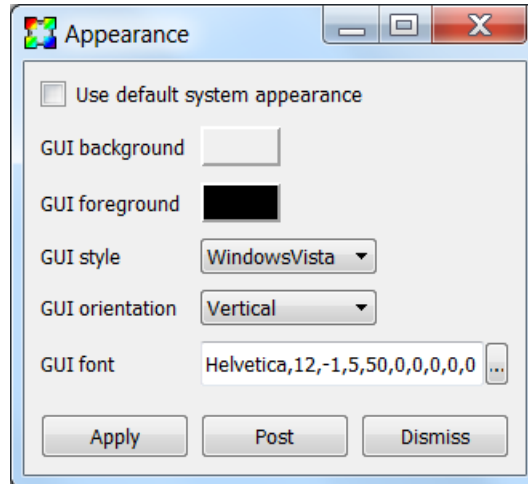 Appearance
Use default system appearance
GUI background
GUI foreground
GUI style WindowsVista
GUI orientation Vertical
GUI font Helvetica,12,-1,5,50,0,0,0,0,0 ...
Apply Post Dismiss